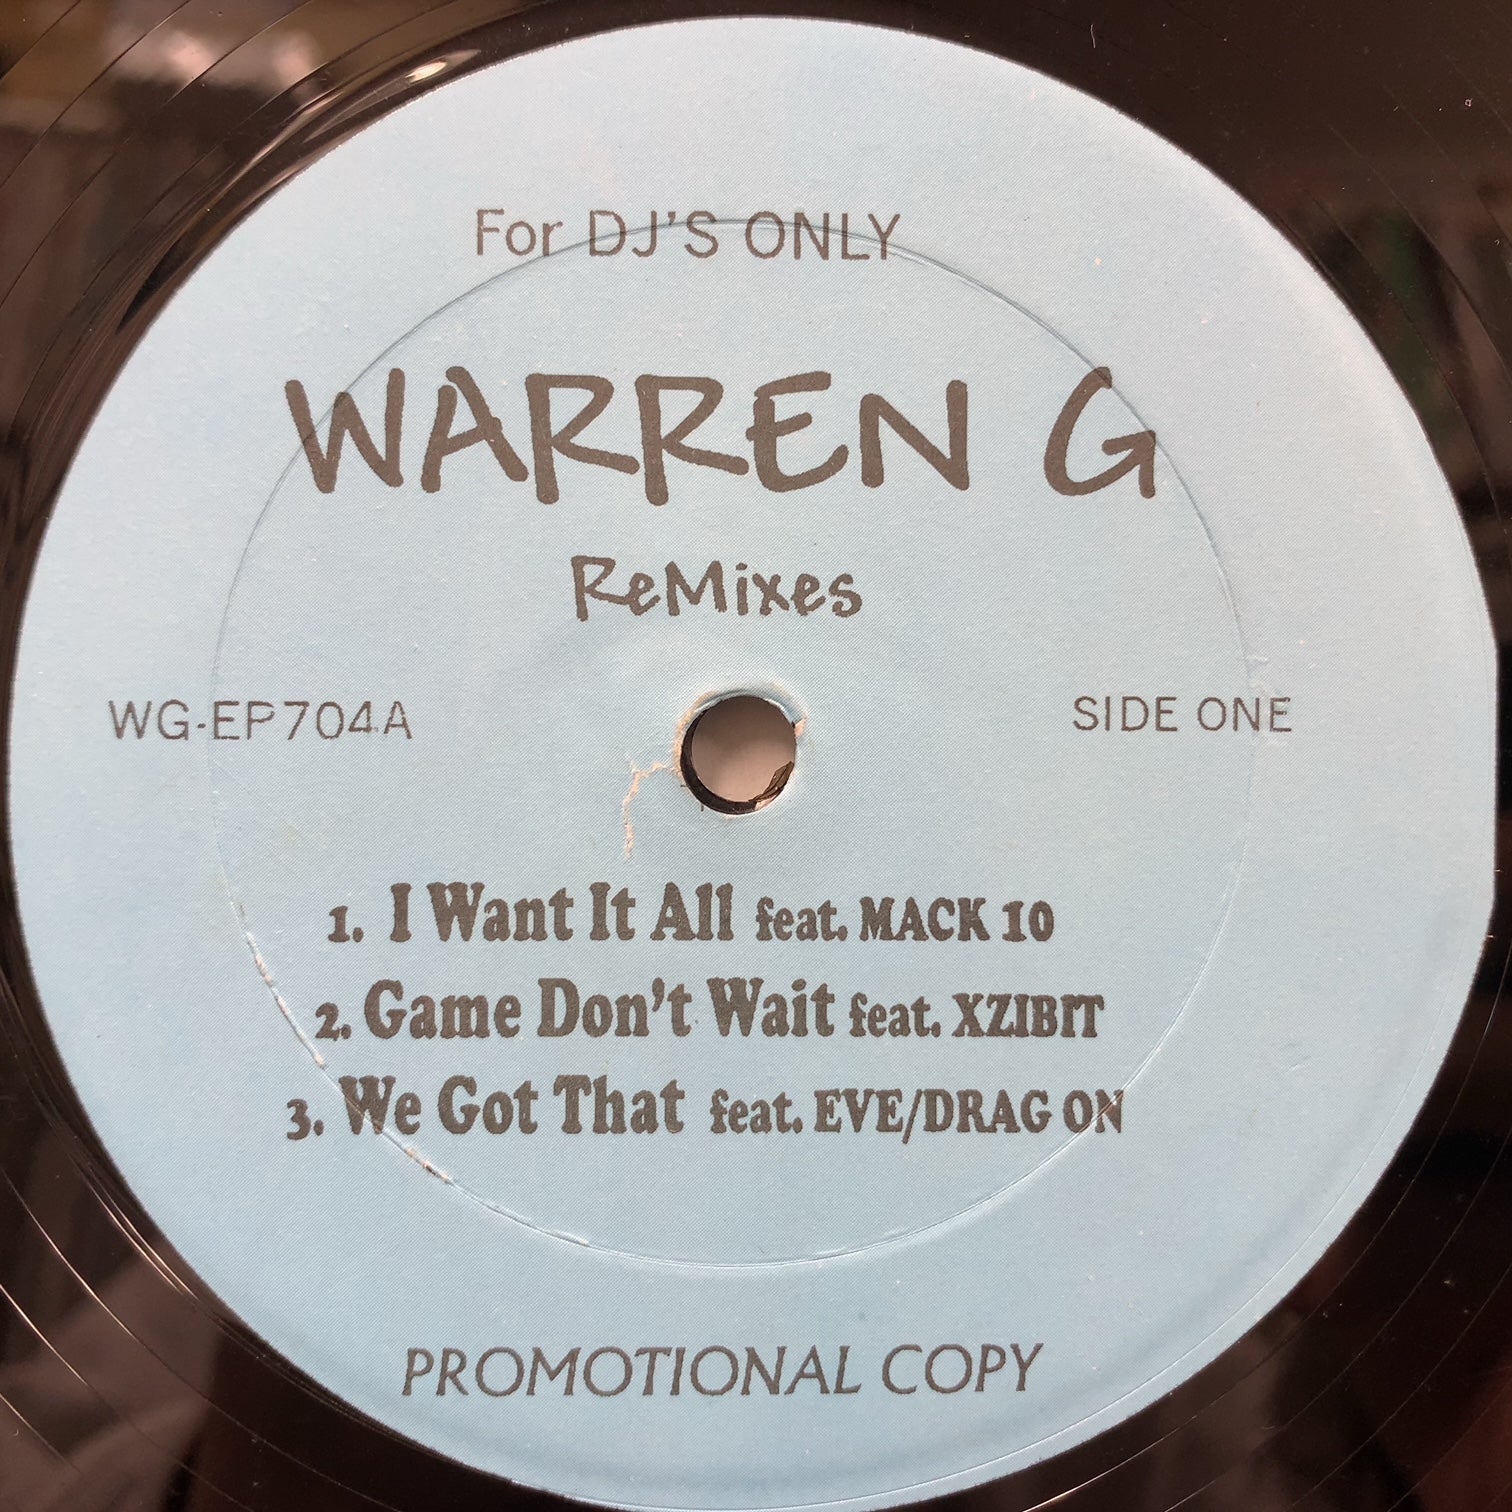 For DJ'S ONLY
WARREN G
ReMixes
WG-EP704A
SIDE ONE
1. I Want It All feat. MACK 10
2. Game Don't Wait feat. XZIBIT
3. We Got That feat. EVE/DRAG ON
PROMOTIONAL COPY